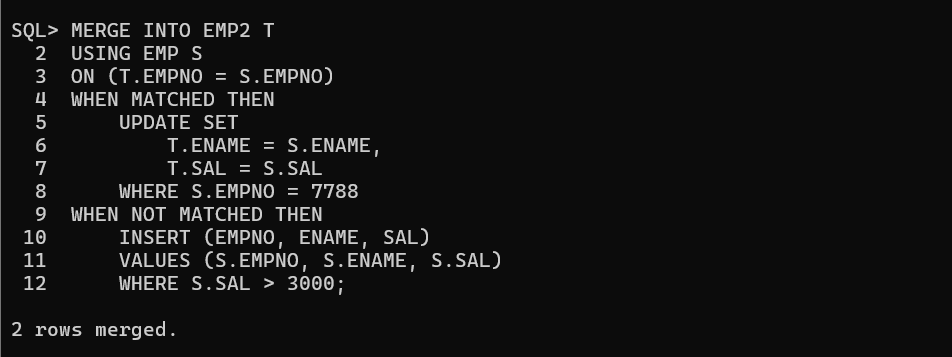 SQL> MERGE INTO EMP2 T
  2  USING EMP S
  3  ON (T.EMPNO = S.EMPNO)
  4  WHEN MATCHED THEN
  5      UPDATE SET
  6          T.ENAME = S.ENAME,
  7          T.SAL = S.SAL
  8      WHERE S.EMPNO = 7788
  9  WHEN NOT MATCHED THEN
 10      INSERT (EMPNO, ENAME, SAL)
 11      VALUES (S.EMPNO, S.ENAME, S.SAL)
 12      WHERE S.SAL > 3000;
2 rows merged.